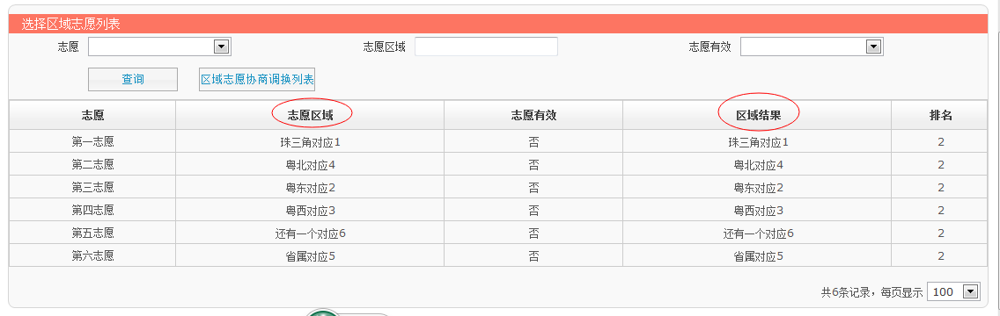 选择区域志愿列表
志愿 志愿区域 志愿有效
查询 区域志愿协商调换列表
志愿 志愿区域 志愿有效 区域结果 排名
第一志愿 珠三角对应1 否 珠三角对应1 2
第二志愿 粤北对应4 否 粤北对应4 2
第三志愿 粤东对应2 否 粤东对应2 2
第四志愿 粤西对应3 否 粤西对应3 2
第五志愿 还有一个对应6 否 还有一个对应6 2
第六志愿 省属对应5 否 省属对应5 2
共6条记录，每页显示 100